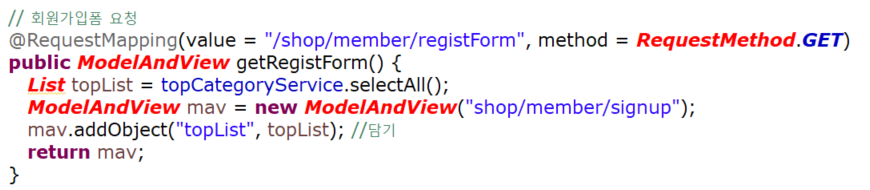 // 회원가입폼 요청
@RequestMapping(value = "/shop/member/registForm", method = RequestMethod.GET)
public ModelAndView getRegistForm() {
List topList = topCategoryService.selectAll();
ModelAndView mav = new ModelAndView("shop/member/signup");
mav.addObject("topList", topList); //담기
return mav;
}